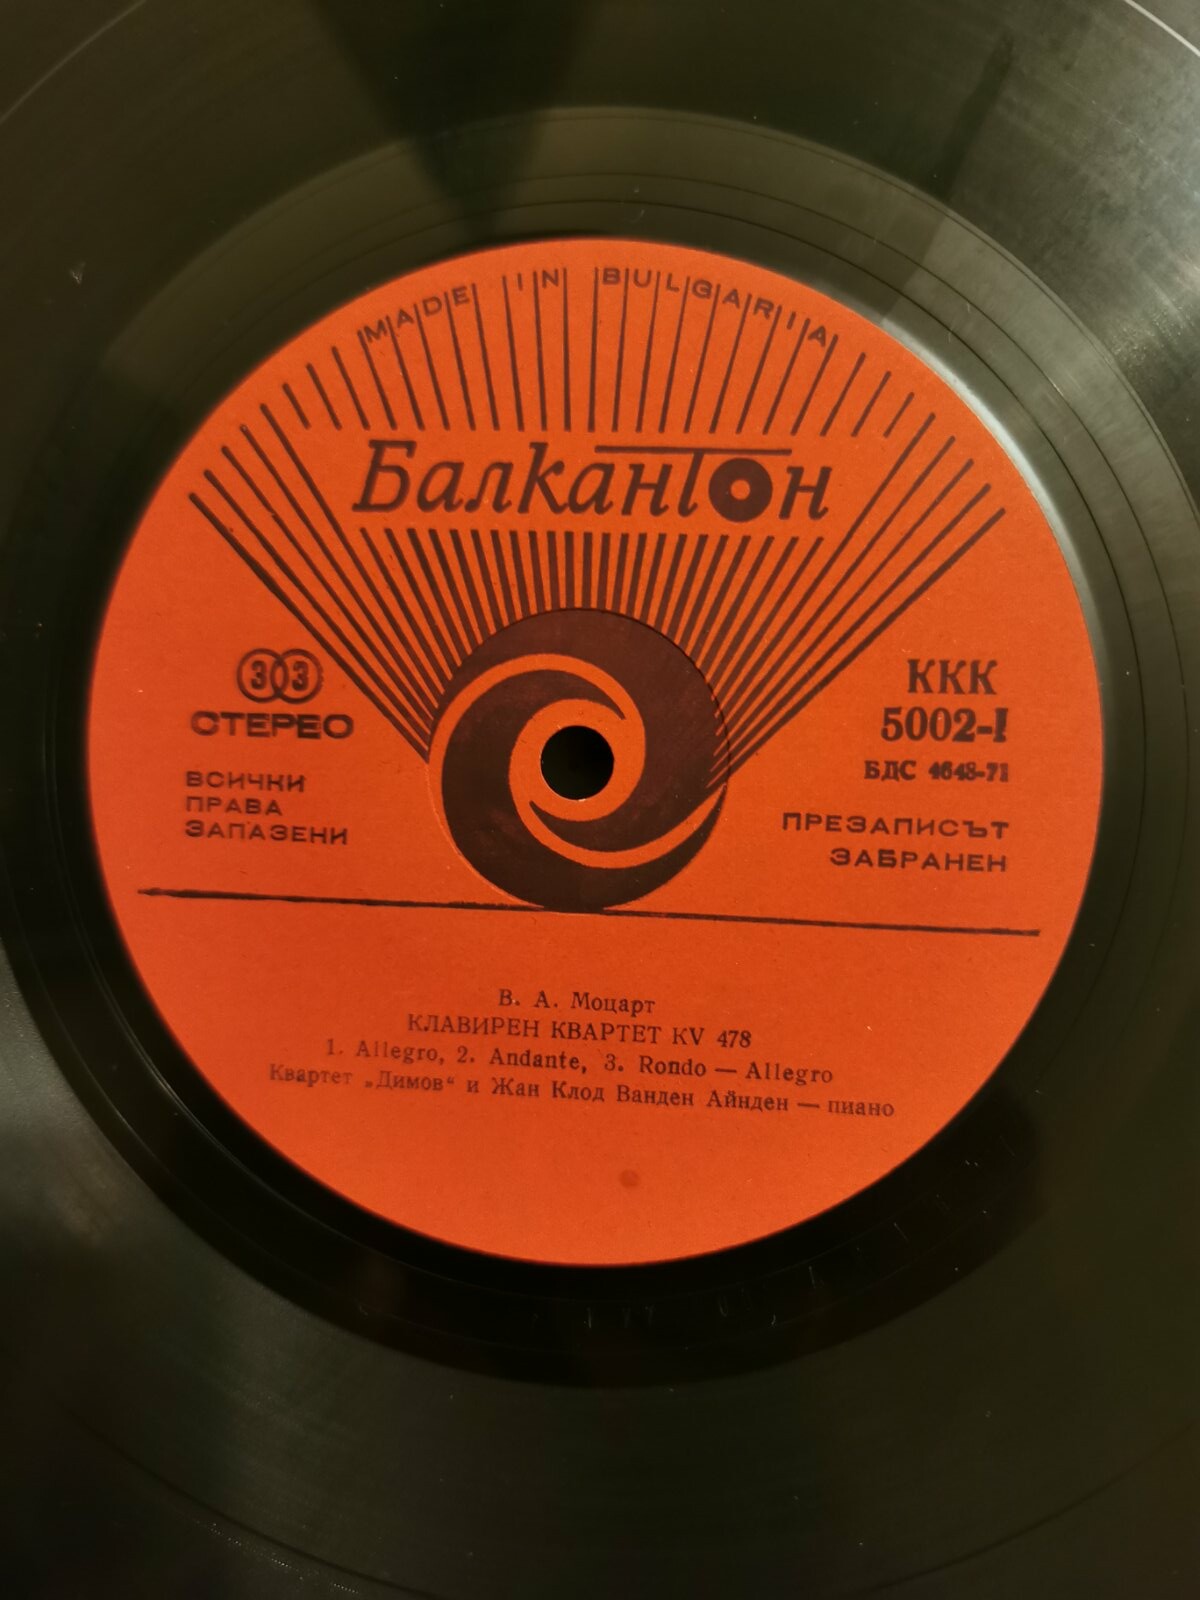 MADE IN BULGARIA
Балкантон
33
СТЕРЕО
ВСИЧКИ
ПРАВА
ЗАПАЗЕНИ
ККК
5002-I
БДС 4648-71
ПРЕЗАПИСЪТ
ЗАБРАНЕН
В. А. Моцарт
КЛАВИРЕН КВАРТЕТ KV 478
1. Allegro, 2. Andante, 3. Rondo — Allegro
Квартет „Димов“ и Жан Клод Ванден Айнден — пиано